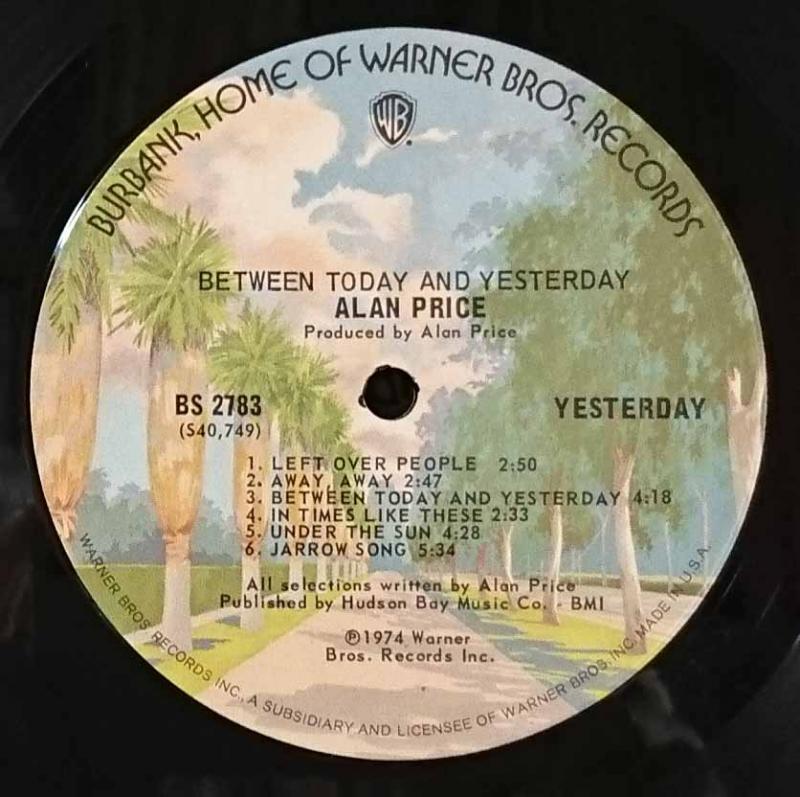 BURBANK, HOME OF WARNER BROS. RECORDS
WB
BETWEEN TODAY AND YESTERDAY
ALAN PRICE
Produced by Alan Price
BS 2783
(S40,749)
YESTERDAY
1. LEFT OVER PEOPLE 2:50
2. AWAY, AWAY 2:47
3. BETWEEN TODAY AND YESTERDAY 4:18
4. IN TIMES LIKE THESE 2:33
5. UNDER THE SUN 4:28
6. JARROW SONG 5:34
All selections written by Alan Price
Published by Hudson Bay Music Co. - BMI
℗1974 Warner
Bros. Records Inc.
WARNER BROS. RECORDS INC., A SUBSIDIARY AND LICENSEE OF WARNER BROS. INC. MADE IN U.S.A.